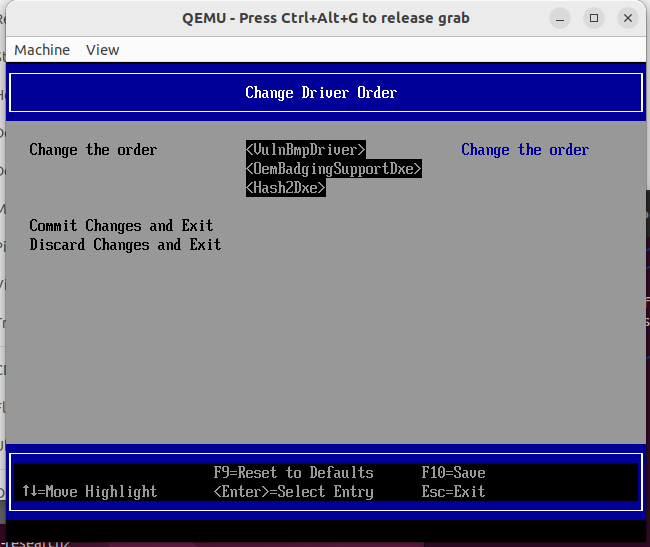 QEMU - Press Ctrl+Alt+G to release grab
Machine View
Change Driver Order
Change the order <VulnBmpDriver> Change the order
<OemBadgingSupportDxe>
<Hash2Dxe>
Commit Changes and Exit
Discard Changes and Exit
F9=Reset to Defaults F10=Save
↑↓=Move Highlight <Enter>=Select Entry Esc=Exit
-research2